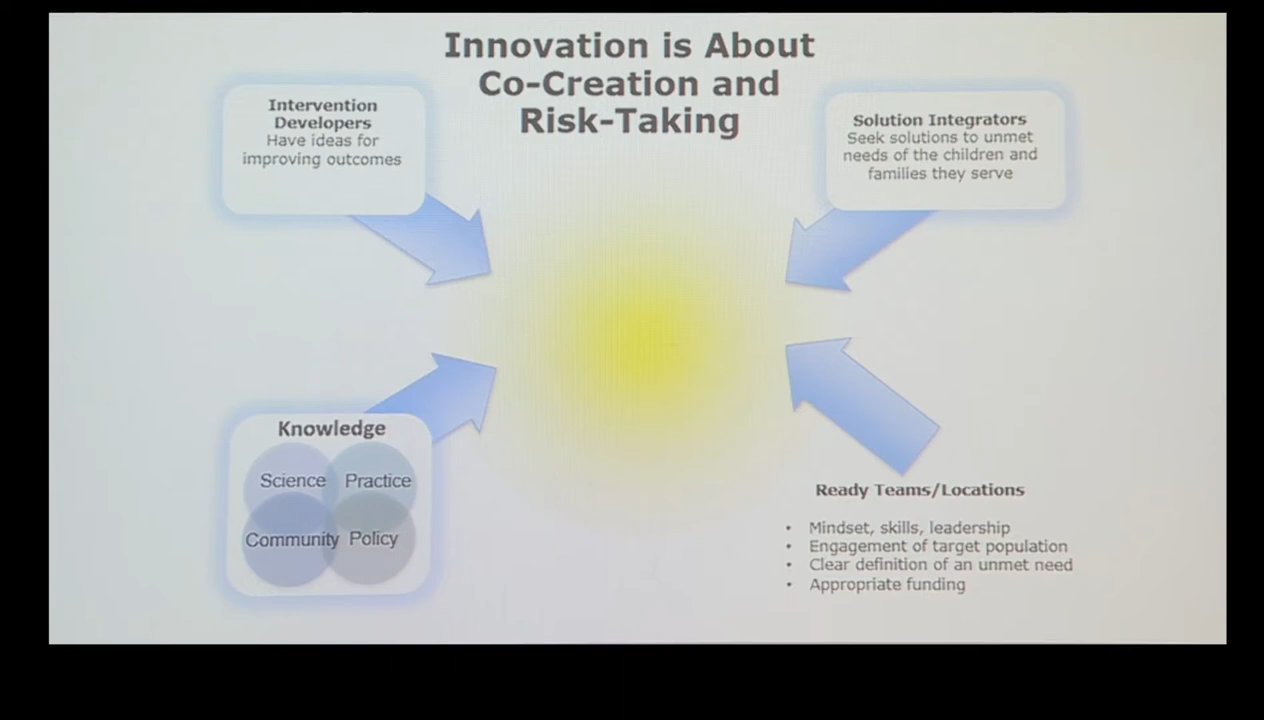 Innovation is About
Co-Creation and
Risk-Taking
Intervention
Developers
Have ideas for
improving outcomes
Solution Integrators
Seek solutions to unmet
needs of the children and
families they serve
Knowledge
Science Practice
Community Policy
Ready Teams/Locations
• Mindset, skills, leadership
• Engagement of target population
• Clear definition of an unmet need
• Appropriate funding